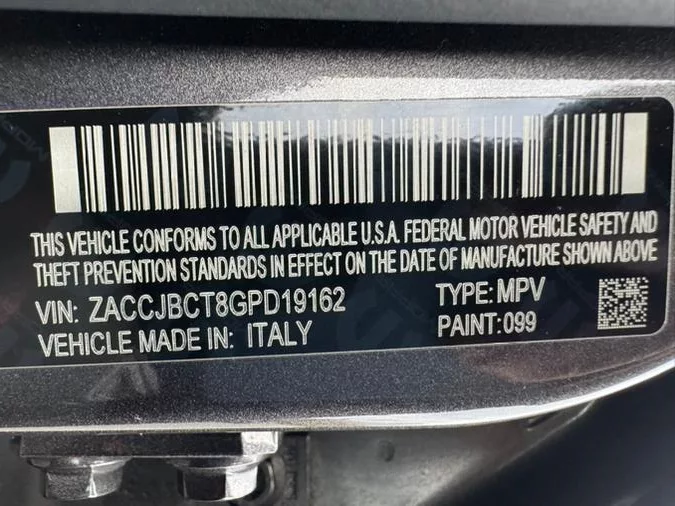 THIS VEHICLE CONFORMS TO ALL APPLICABLE U.S.A. FEDERAL MOTOR VEHICLE SAFETY AND
THEFT PREVENTION STANDARDS IN EFFECT ON THE DATE OF MANUFACTURE SHOWN ABOVE
VIN: ZACCJBCT8GPD19162 TYPE: MPV
VEHICLE MADE IN: ITALY PAINT: 099